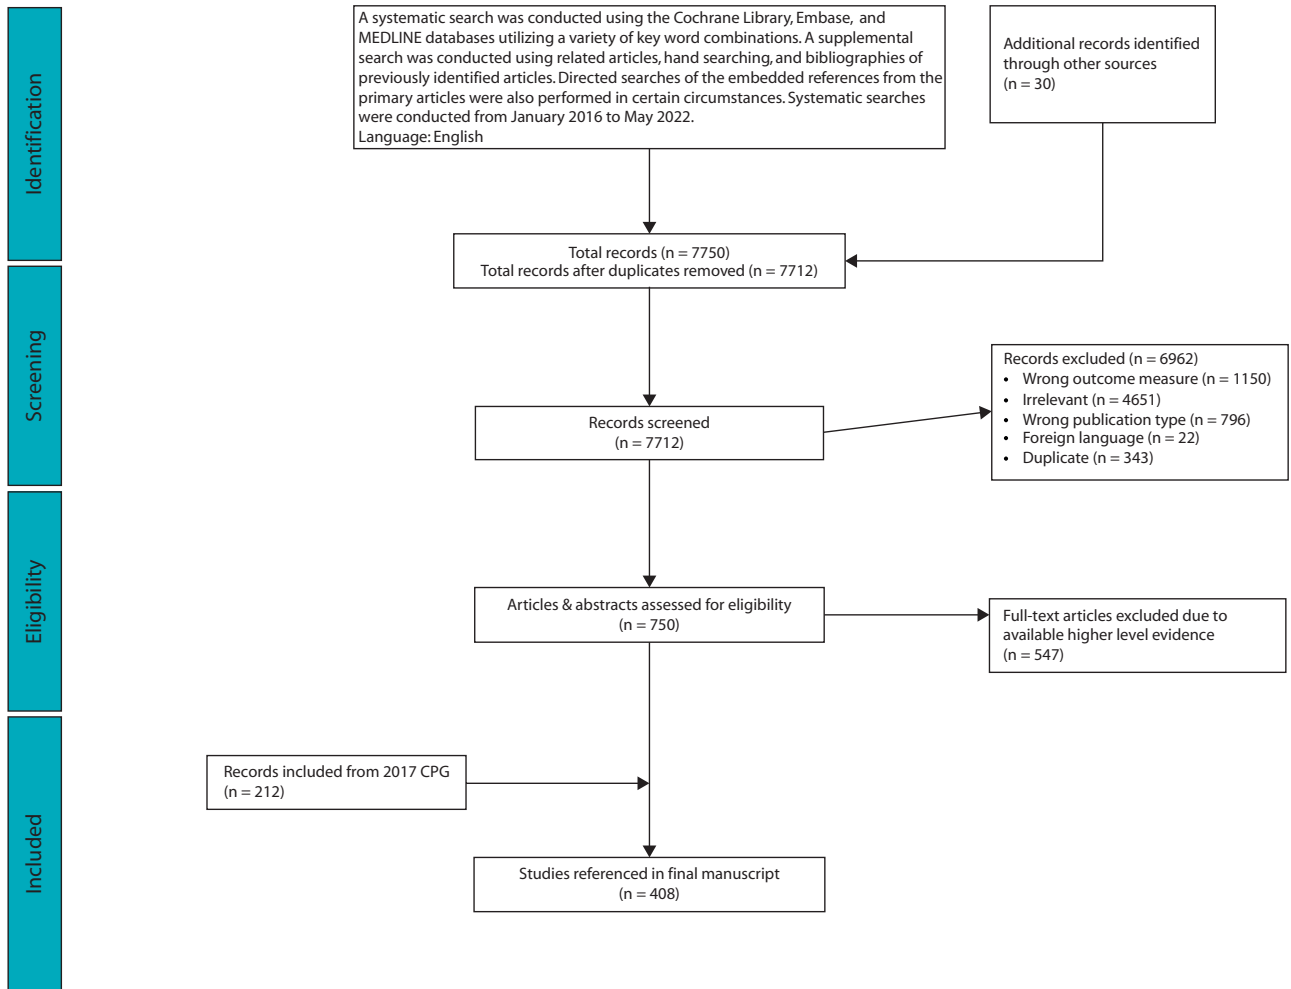 Identification
A systematic search was conducted using the Cochrane Library, Embase, and
MEDLINE databases utilizing a variety of key word combinations. A supplemental
search was conducted using related articles, hand searching, and bibliographies of
previously identified articles. Directed searches of the embedded references from the
primary articles were also performed in certain circumstances. Systematic searches
were conducted from January 2016 to May 2022.
Language: English
Additional records identified
through other sources
(n = 30)
Total records (n = 7750)
Total records after duplicates removed (n = 7712)
Screening
Records screened
(n = 7712)
Records excluded (n = 6962)
• Wrong outcome measure (n = 1150)
• Irrelevant (n = 4651)
• Wrong publication type (n = 796)
• Foreign language (n = 22)
• Duplicate (n = 343)
Eligibility
Articles & abstracts assessed for eligibility
(n = 750)
Full-text articles excluded due to
available higher level evidence
(n = 547)
Included
Records included from 2017 CPG
(n = 212)
Studies referenced in final manuscript
(n = 408)